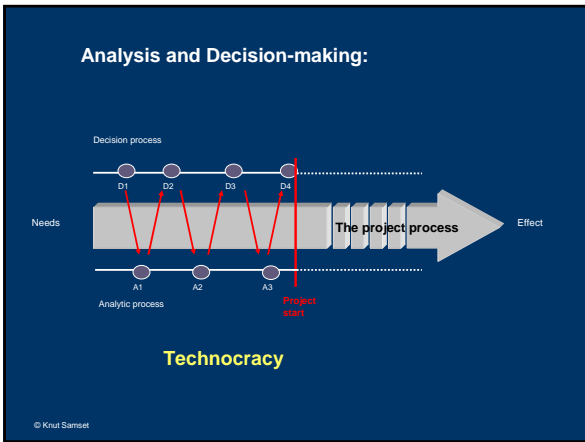 Analysis and Decision-making:
Decision process
D1 D2 D3 D4
Needs
The project process
Effect
A1 A2 A3
Analytic process
Project
start
Technocracy
© Knut Samset